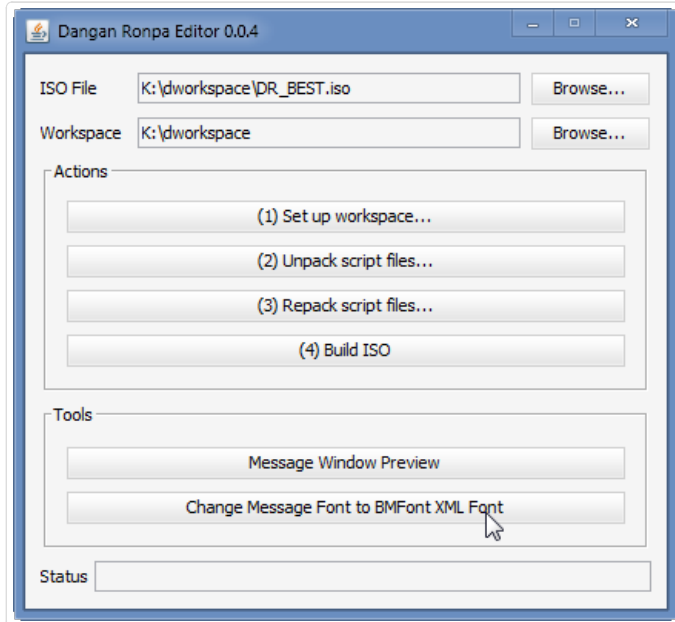 Dangan Ronpa Editor 0.0.4
ISO File K:\dworkspace\DR_BEST.iso Browse...
Workspace K:\dworkspace Browse...
Actions
(1) Set up workspace...
(2) Unpack script files...
(3) Repack script files...
(4) Build ISO
Tools
Message Window Preview
Change Message Font to BMFont XML Font
Status